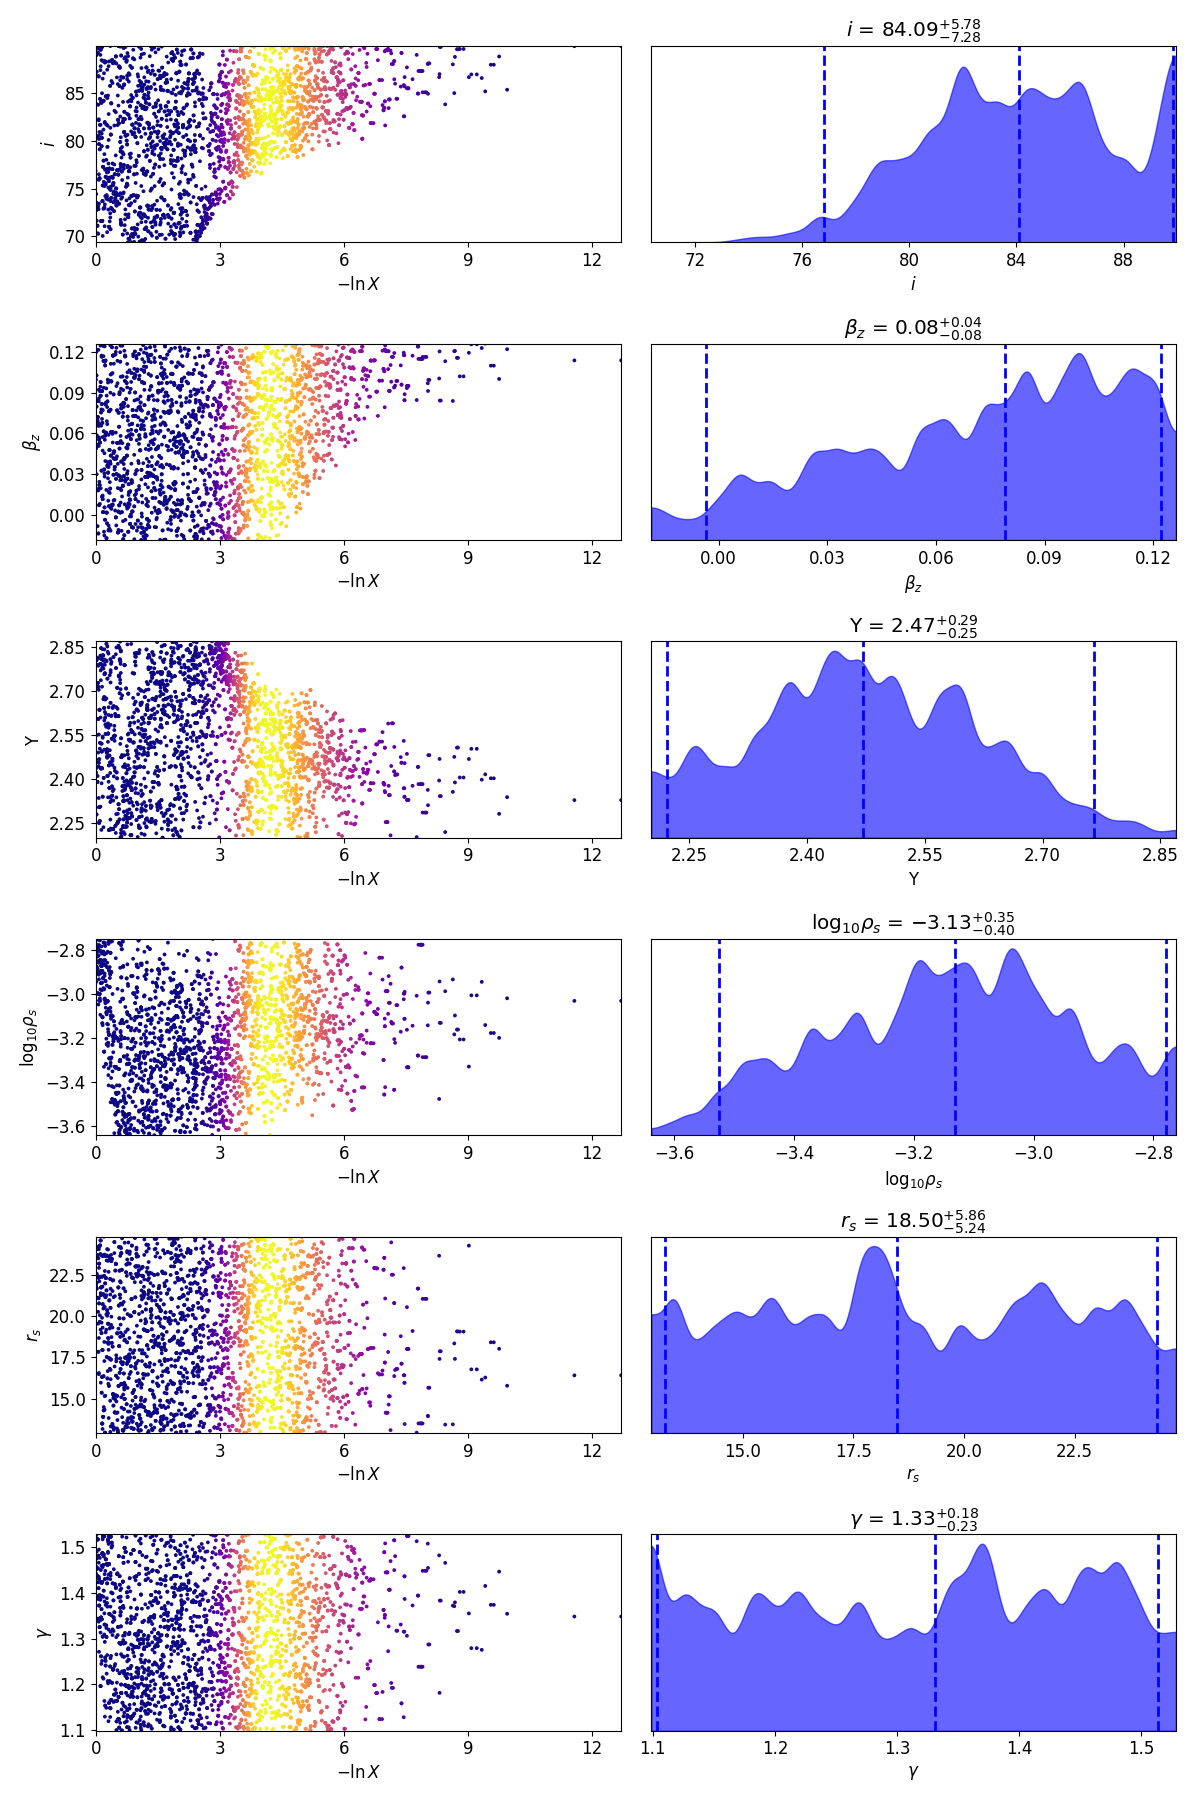 i = 84.09+5.78−7.28
85
80
75
70
i
0 3 6 9 12
72 76 80 84 88
−ln X
i
βz = 0.08+0.04−0.08
0.12
0.09
0.06
0.03
0.00
βz
0 3 6 9 12
0.00 0.03 0.06 0.09 0.12
−ln X
βz
Y = 2.47+0.29−0.25
2.85
2.70
2.55
2.40
2.25
Y
0 3 6 9 12
2.25 2.40 2.55 2.70 2.85
−ln X
Y
log10ρs = −3.13+0.35−0.40
−2.8
−3.0
−3.2
−3.4
−3.6
log10ρs
0 3 6 9 12
−3.6 −3.4 −3.2 −3.0 −2.8
−ln X
log10ρs
rs = 18.50+5.86−5.24
22.5
20.0
17.5
15.0
rs
0 3 6 9 12
15.0 17.5 20.0 22.5
−ln X
rs
γ = 1.33+0.18−0.23
1.5
1.4
1.3
1.2
1.1
γ
0 3 6 9 12
1.1 1.2 1.3 1.4 1.5
−ln X
γ